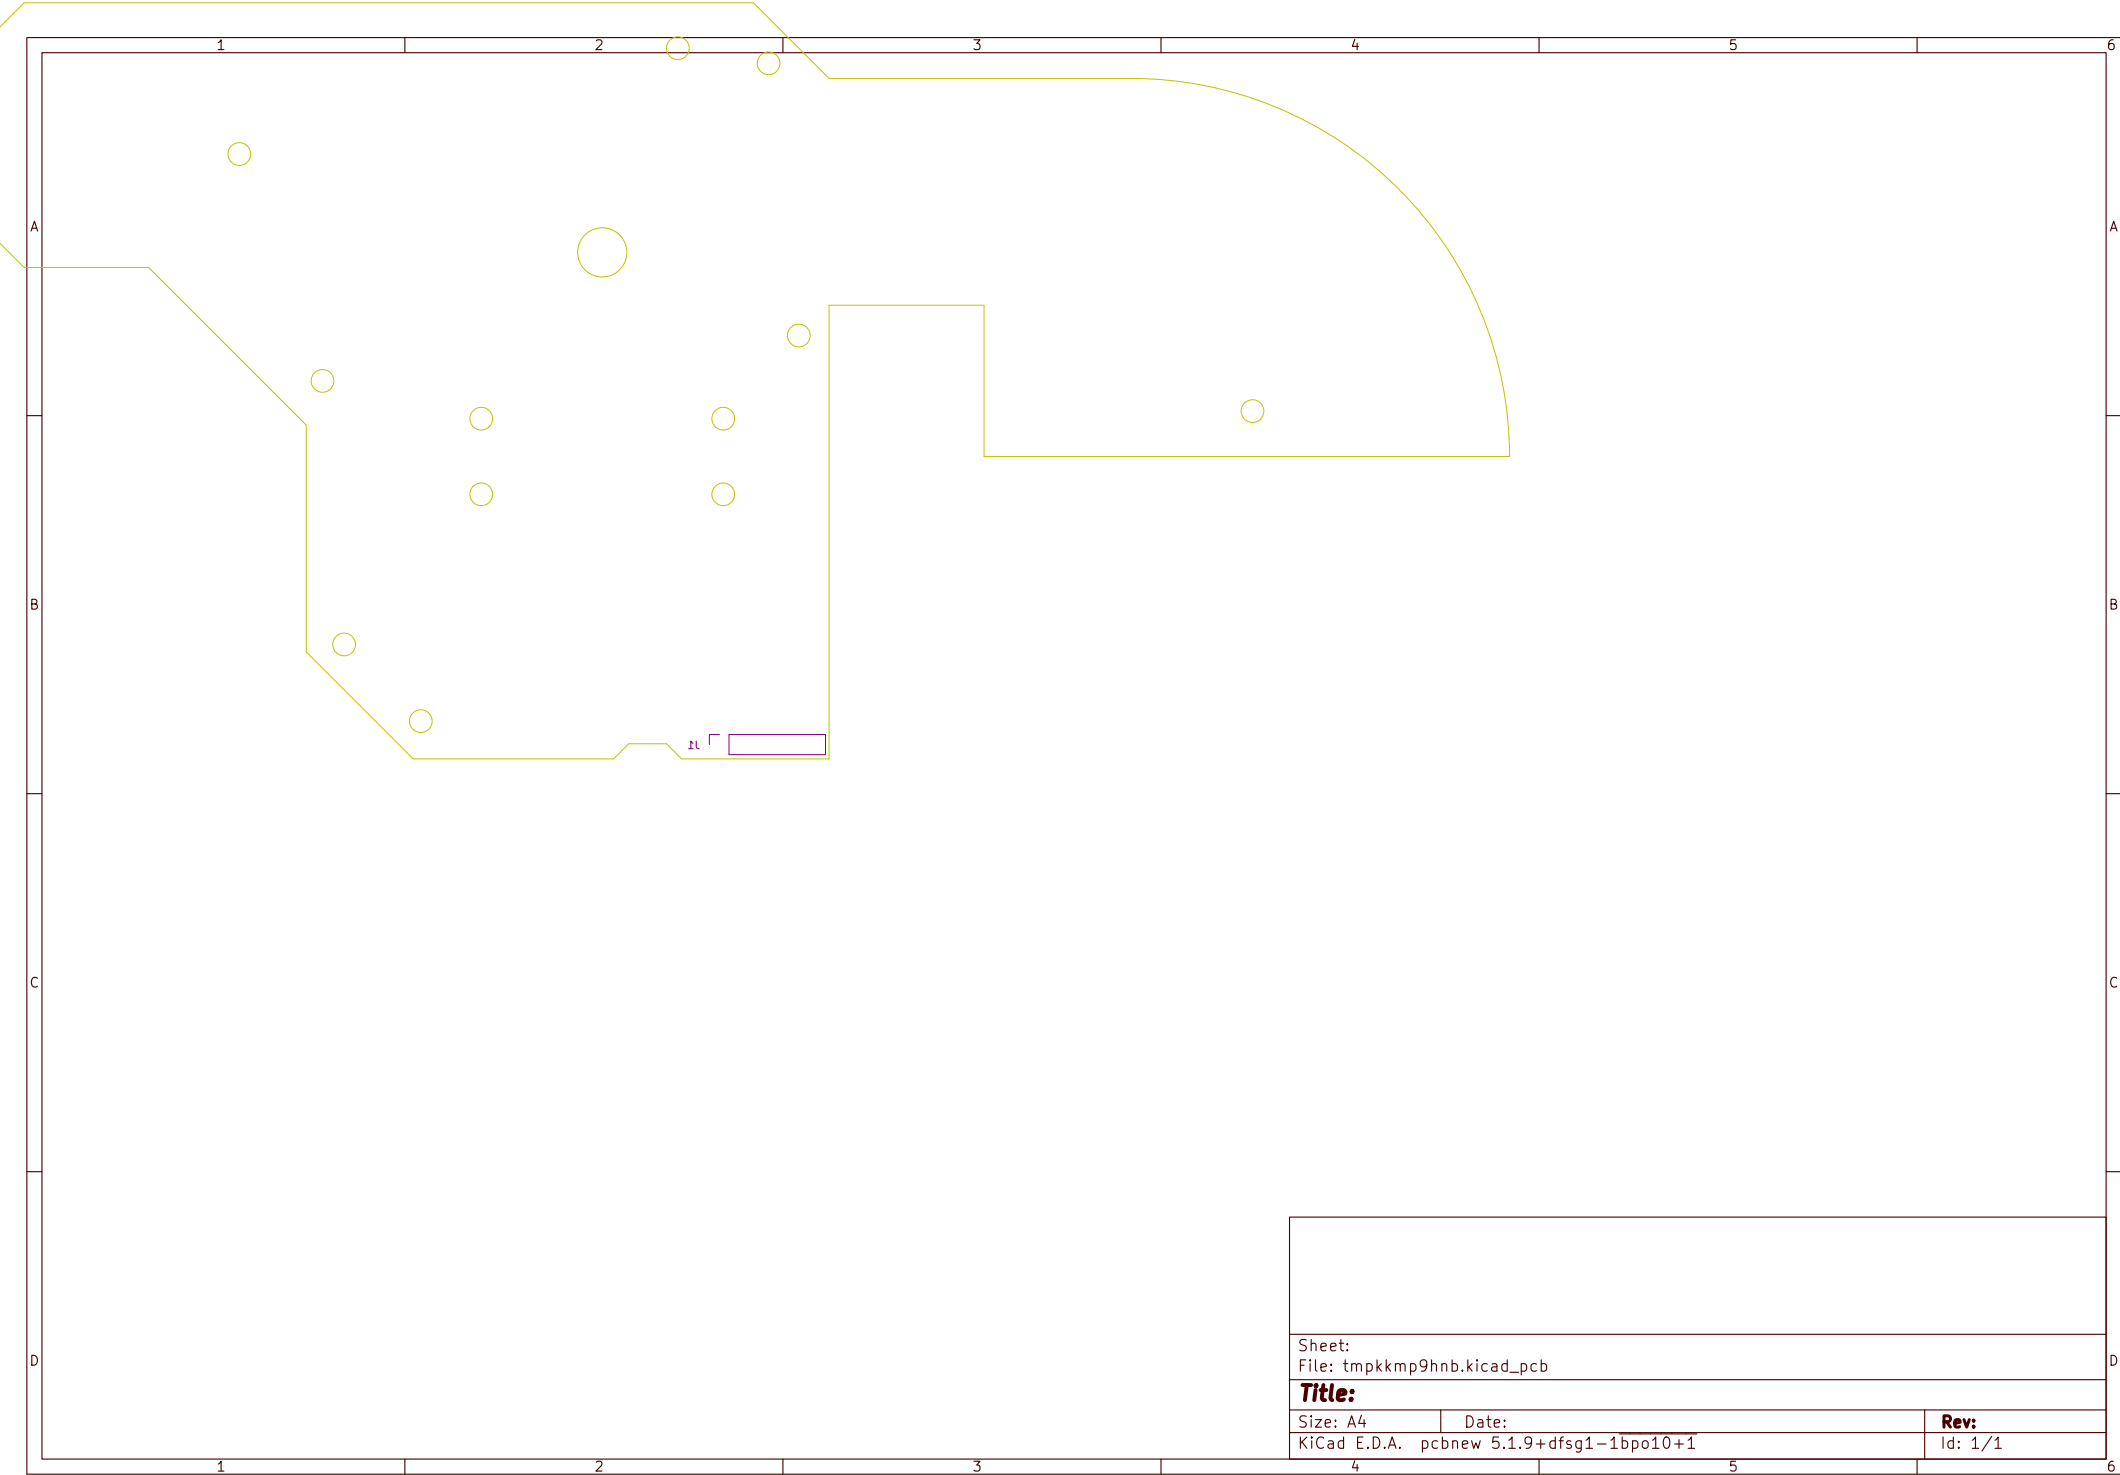 1 2 3 4 5 6
A A
B B
J1
C C
D D
Sheet:
File: tmpkkmp9hnb.kicad_pcb
Title:
Size: A4 Date: Rev:
KiCad E.D.A. pcbnew 5.1.9+dfsg1-1bpo10+1 Id: 1/1
1 2 3 4 5 6